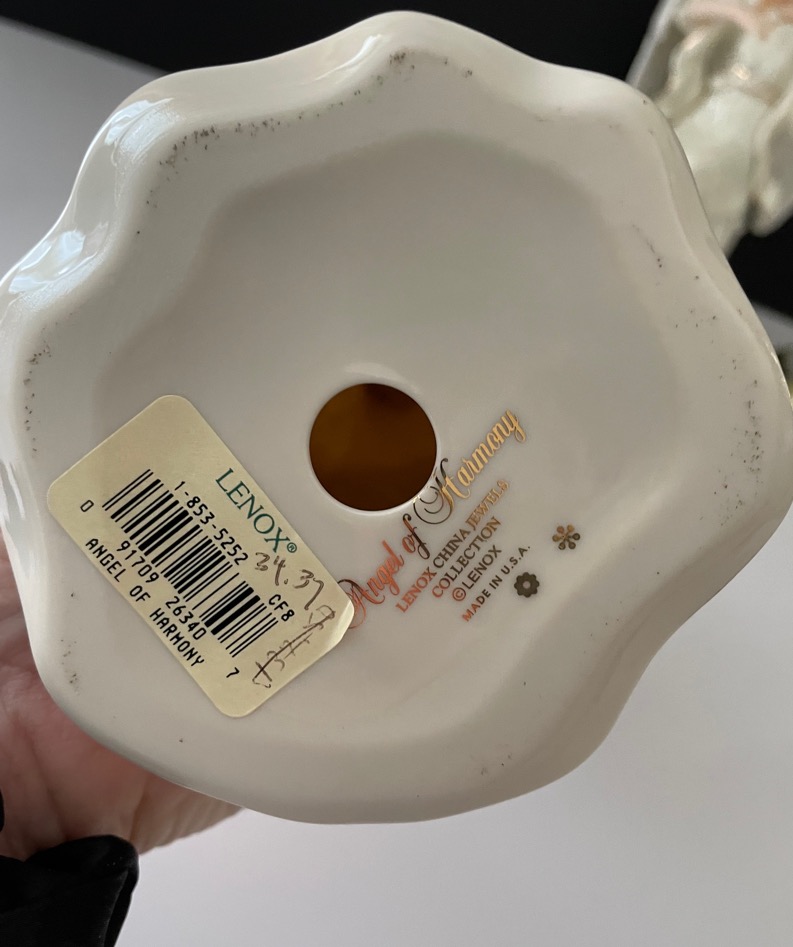 LENOX®
1-853-5252
34.37
CF8
0 91709 26340 7
ANGEL OF HARMONY
Angel of Harmony
LENOX CHINA JEWELS
COLLECTION
©LENOX
MADE IN U.S.A.